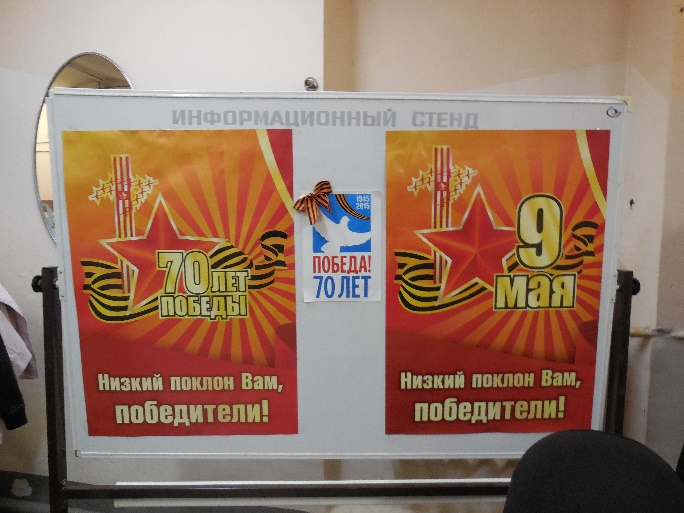 ИНФОРМАЦИОННЫЙ СТЕНД
70 ЛЕТ
ПОБЕДЫ
Низкий поклон Вам,
победители!
1945
2015
ПОБЕДА!
70 ЛЕТ
9
мая
Низкий поклон Вам,
победители!